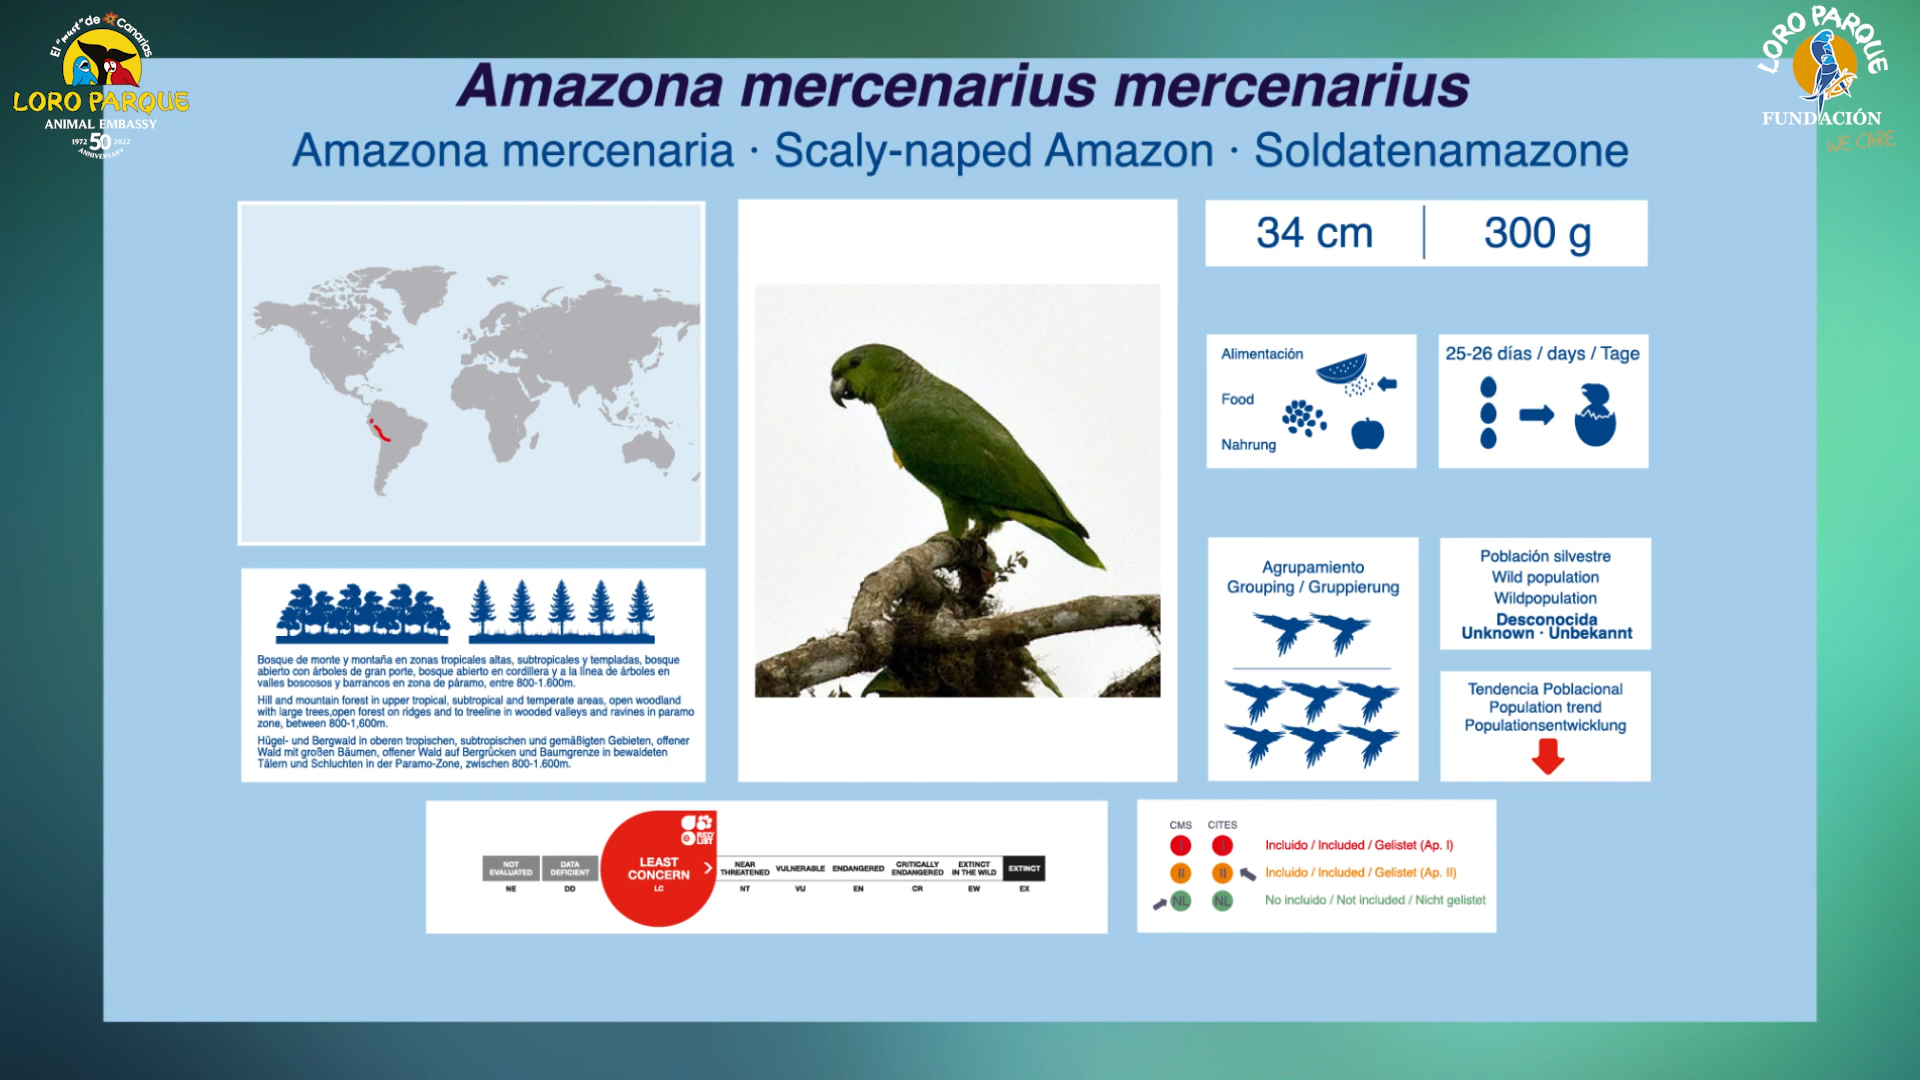 El "must" de Canarias
LORO PARQUE
ANIMAL EMBASSY
1972 50 2022
ANNIVERSARY
LORO PARQUE
FUNDACIÓN
WE CARE
Amazona mercenarius mercenarius
Amazona mercenaria · Scaly-naped Amazon · Soldatenamazone
34 cm
300 g
Alimentación
Food
Nahrung
25-26 días / days / Tage
Bosque de monte y montaña en zonas tropicales altas, subtropicales y templadas, bosque
abierto con árboles de gran porte, bosque abierto en cordillera y a la línea de árboles en
valles boscosos y barrancos en zona de páramo, entre 800-1.600m.
Hill and mountain forest in upper tropical, subtropical and temperate areas, open woodland
with large trees,open forest on ridges and to treeline in wooded valleys and ravines in paramo
zone, between 800-1,600m.
Hügel- und Bergwald in oberen tropischen, subtropischen und gemäßigten Gebieten, offener
Wald mit großen Bäumen, offener Wald auf Bergrücken und Baumgrenze in bewaldeten
Tälern und Schluchten in der Paramo-Zone, zwischen 800-1.600m.
Agrupamiento
Grouping / Gruppierung
Población silvestre
Wild population
Wildpopulation
Desconocida
Unknown · Unbekannt
Tendencia Poblacional
Population trend
Populationsentwicklung
RED
LIST
NOT
EVALUATED
NE
DATA
DEFICIENT
DD
LEAST
CONCERN
LC
NEAR
THREATENED
NT
VULNERABLE
VU
ENDANGERED
EN
CRITICALLY
ENDANGERED
CR
EXTINCT
IN THE WILD
EW
EXTINCT
EX
CMS CITES
I I Incluido / Included / Gelistet (Ap. I)
II II Incluido / Included / Gelistet (Ap. II)
NL NL No incluido / Not included / Nicht gelistet